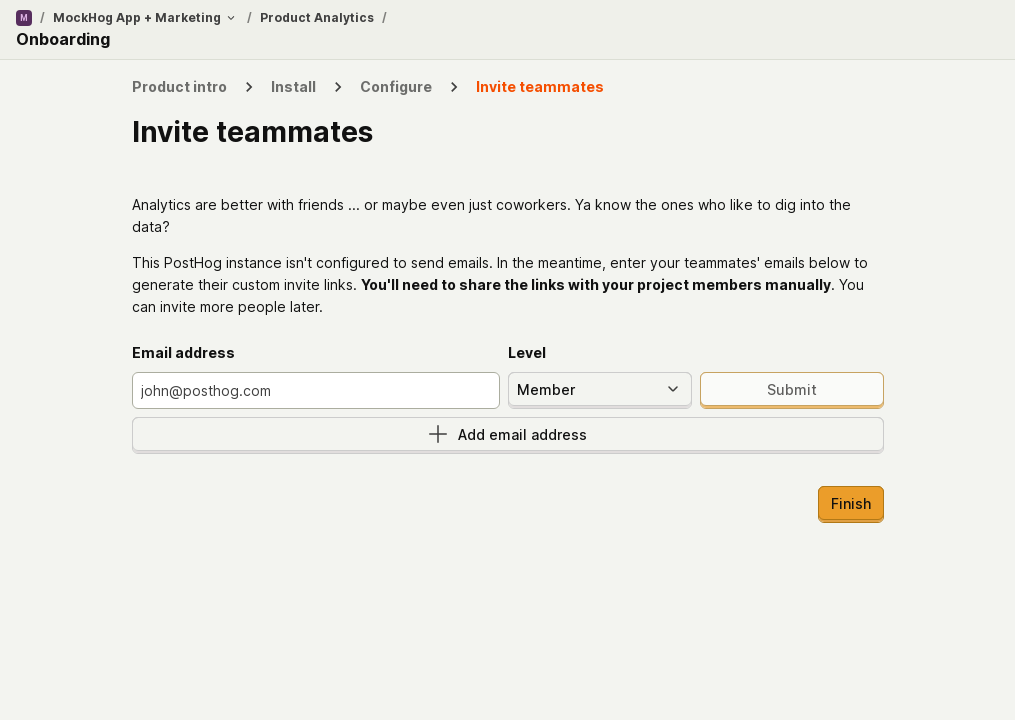 M / MockHog App + Marketing / Product Analytics /
Onboarding
Product intro > Install > Configure > Invite teammates
Invite teammates
Analytics are better with friends ... or maybe even just coworkers. Ya know the ones who like to dig into the
data?
This PostHog instance isn't configured to send emails. In the meantime, enter your teammates' emails below to
generate their custom invite links. You'll need to share the links with your project members manually. You
can invite more people later.
Email address Level
john@posthog.com Member Submit
Add email address
Finish